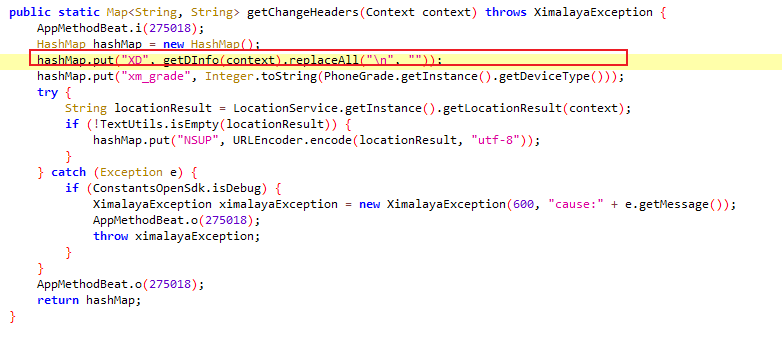 public static Map<String, String> getChangeHeaders(Context context) throws XimalayaException {
    AppMethodBeat.i(275018);
    HashMap hashMap = new HashMap();
    hashMap.put("XD", getDInfo(context).replaceAll("\n", ""));
    hashMap.put("xm_grade", Integer.toString(PhoneGrade.getInstance().getDeviceType()));
    try {
        String locationResult = LocationService.getInstance().getLocationResult(context);
        if (!TextUtils.isEmpty(locationResult)) {
            hashMap.put("NSUP", URLEncoder.encode(locationResult, "utf-8"));
        }
    } catch (Exception e) {
        if (ConstantsOpenSdk.isDebug) {
            XimalayaException ximalayaException = new XimalayaException(600, "cause:" + e.getMessage());
            AppMethodBeat.o(275018);
            throw ximalayaException;
        }
    }
    AppMethodBeat.o(275018);
    return hashMap;
}